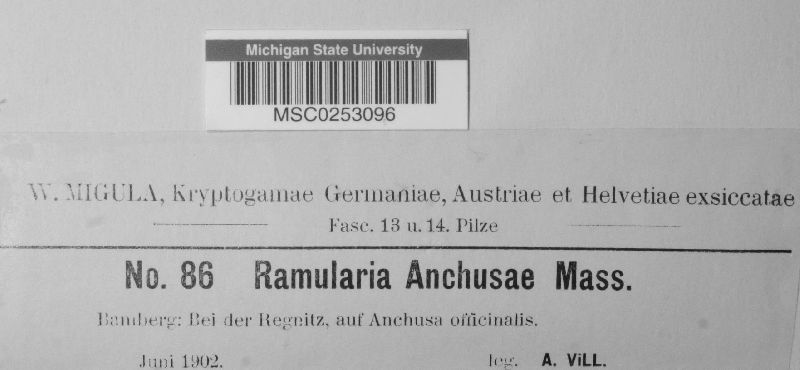 Michigan State University
MSC0253096
W. MIGULA, Kryptogamae Germaniae, Austriae et Helvetiae exsiccatae
Fasc. 13 u. 14. Pilze
No. 86 Ramularia Anchusae Mass.
Bamberg: Bei der Regnitz, auf Anchusa officinalis.
Juni 1902. leg. A. ViLL.